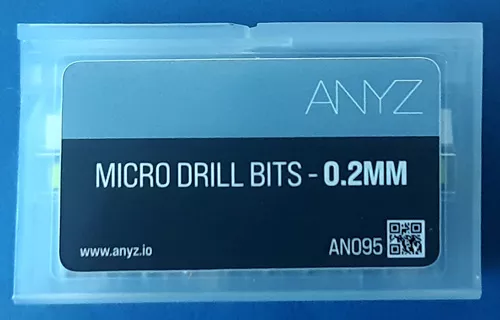 ANYZ
MICRO DRILL BITS - 0.2MM
www.anyz.io
AN095